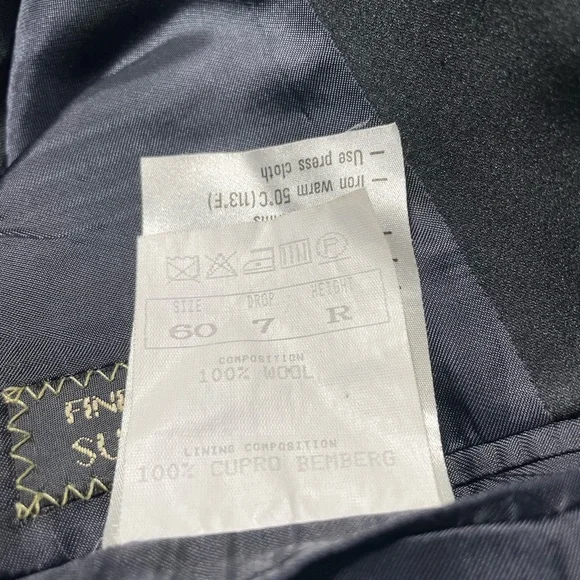 — Use press cloth
— Iron warm 50°C (113°F)
SIZE DROP HEIGHT
60 7 R
COMPOSITION
100% WOOL
LINING COMPOSITION
100% CUPRO BEMBERG